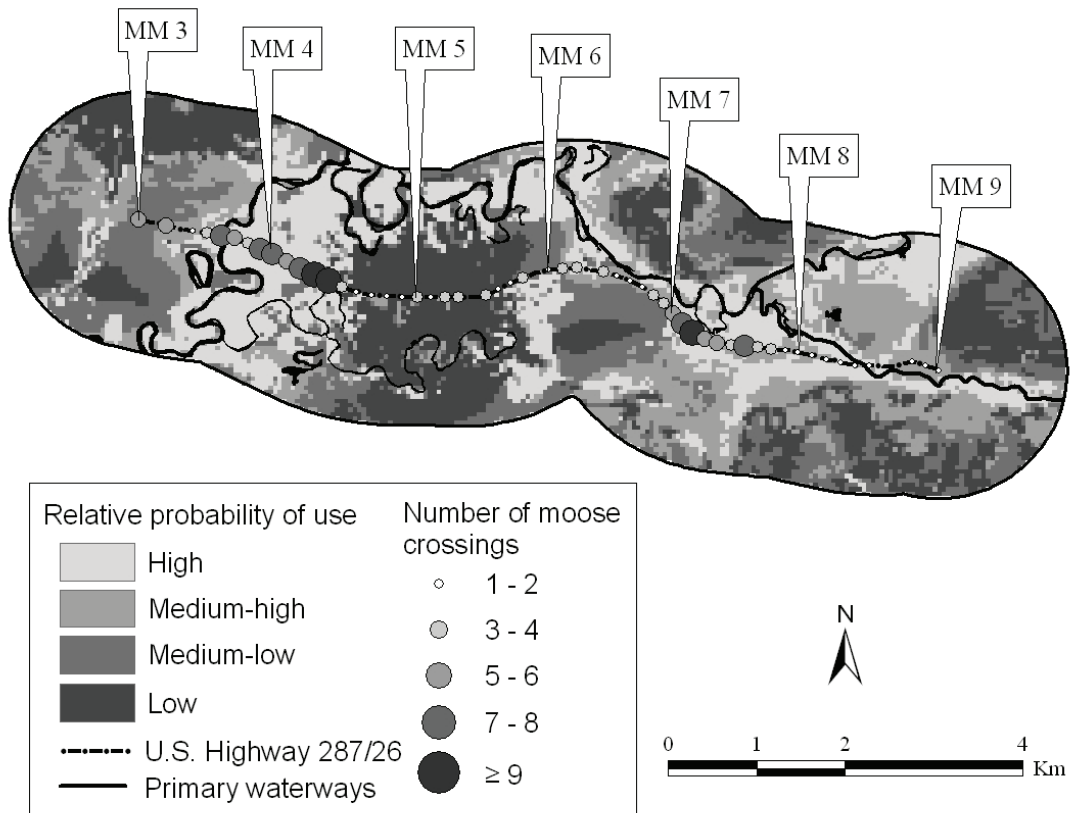 MM 3
MM 4
MM 5
MM 6
MM 7
MM 8
MM 9
Relative probability of use
High
Medium-high
Medium-low
Low
U.S. Highway 287/26
Primary waterways
Number of moose
crossings
1 - 2
3 - 4
5 - 6
7 - 8
≥ 9
N
0 1 2 4
Km